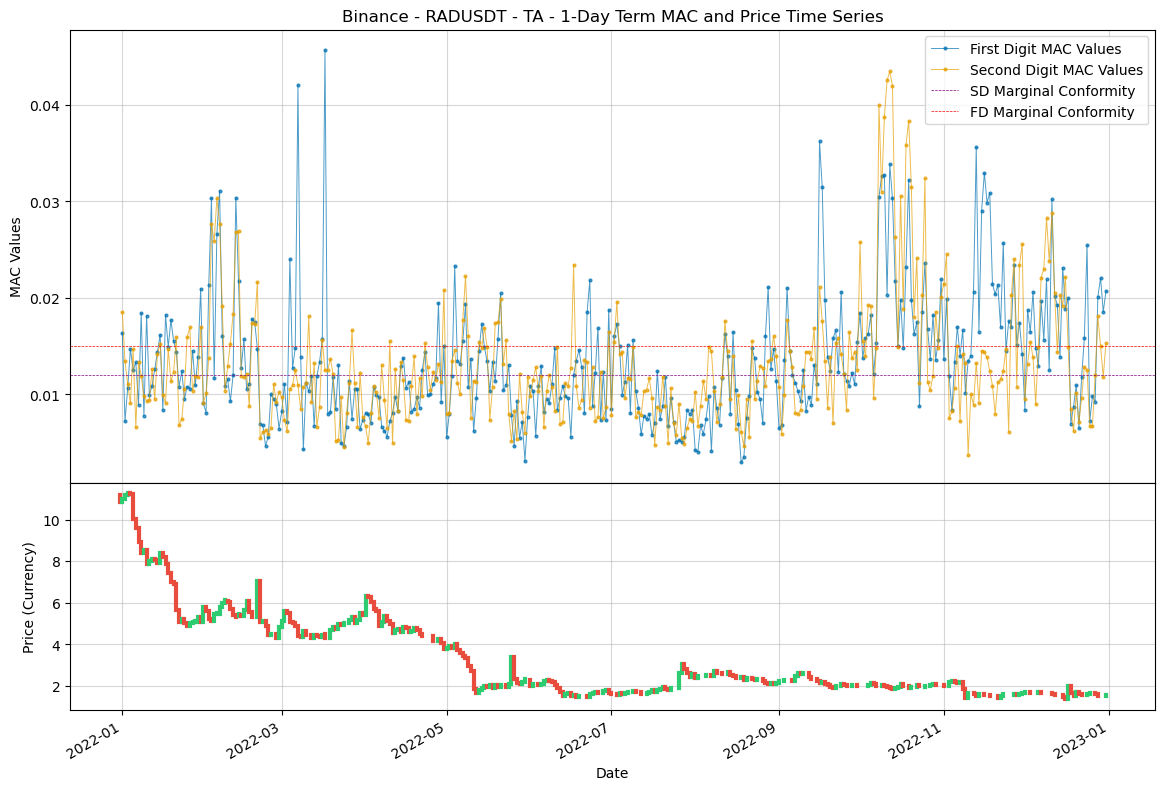 Binance - RADUSDT - TA - 1-Day Term MAC and Price Time Series
First Digit MAC Values
Second Digit MAC Values
SD Marginal Conformity
FD Marginal Conformity
MAC Values
0.04
0.03
0.02
0.01
Price (Currency)
10
8
6
4
2
2022-01
2022-03
2022-05
2022-07
2022-09
2022-11
2023-01
Date